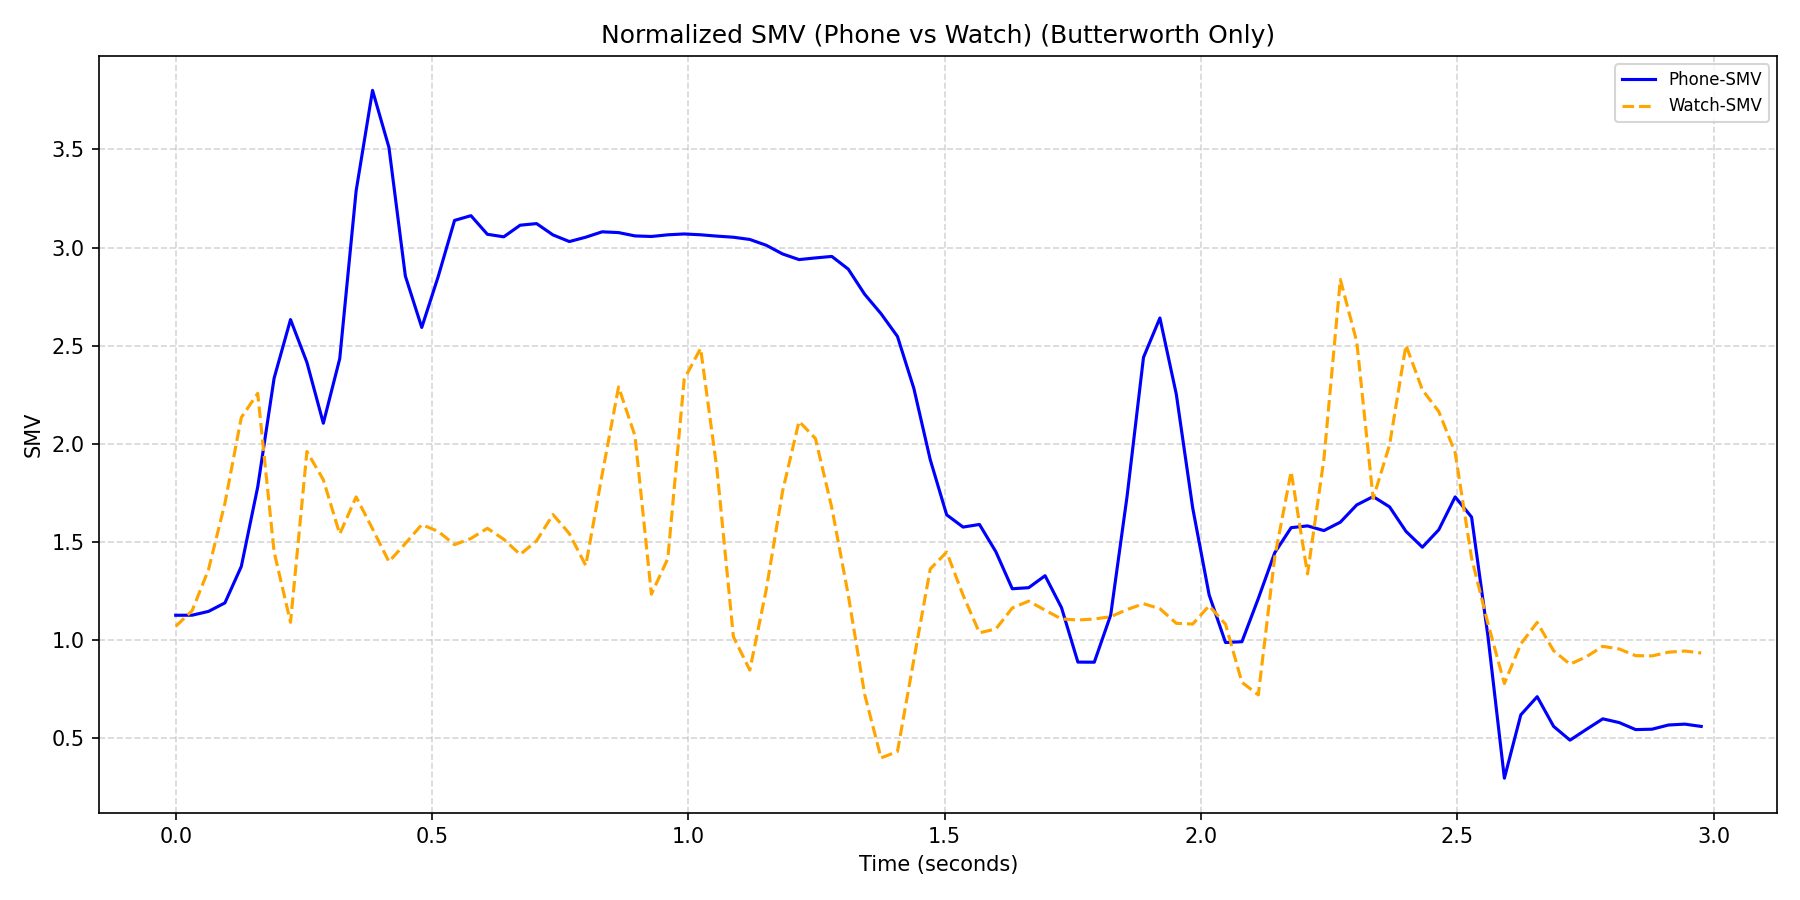 Normalized SMV (Phone vs Watch) (Butterworth Only)
Phone-SMV
Watch-SMV
SMV
3.5
3.0
2.5
2.0
1.5
1.0
0.5
0.0 0.5 1.0 1.5 2.0 2.5 3.0
Time (seconds)